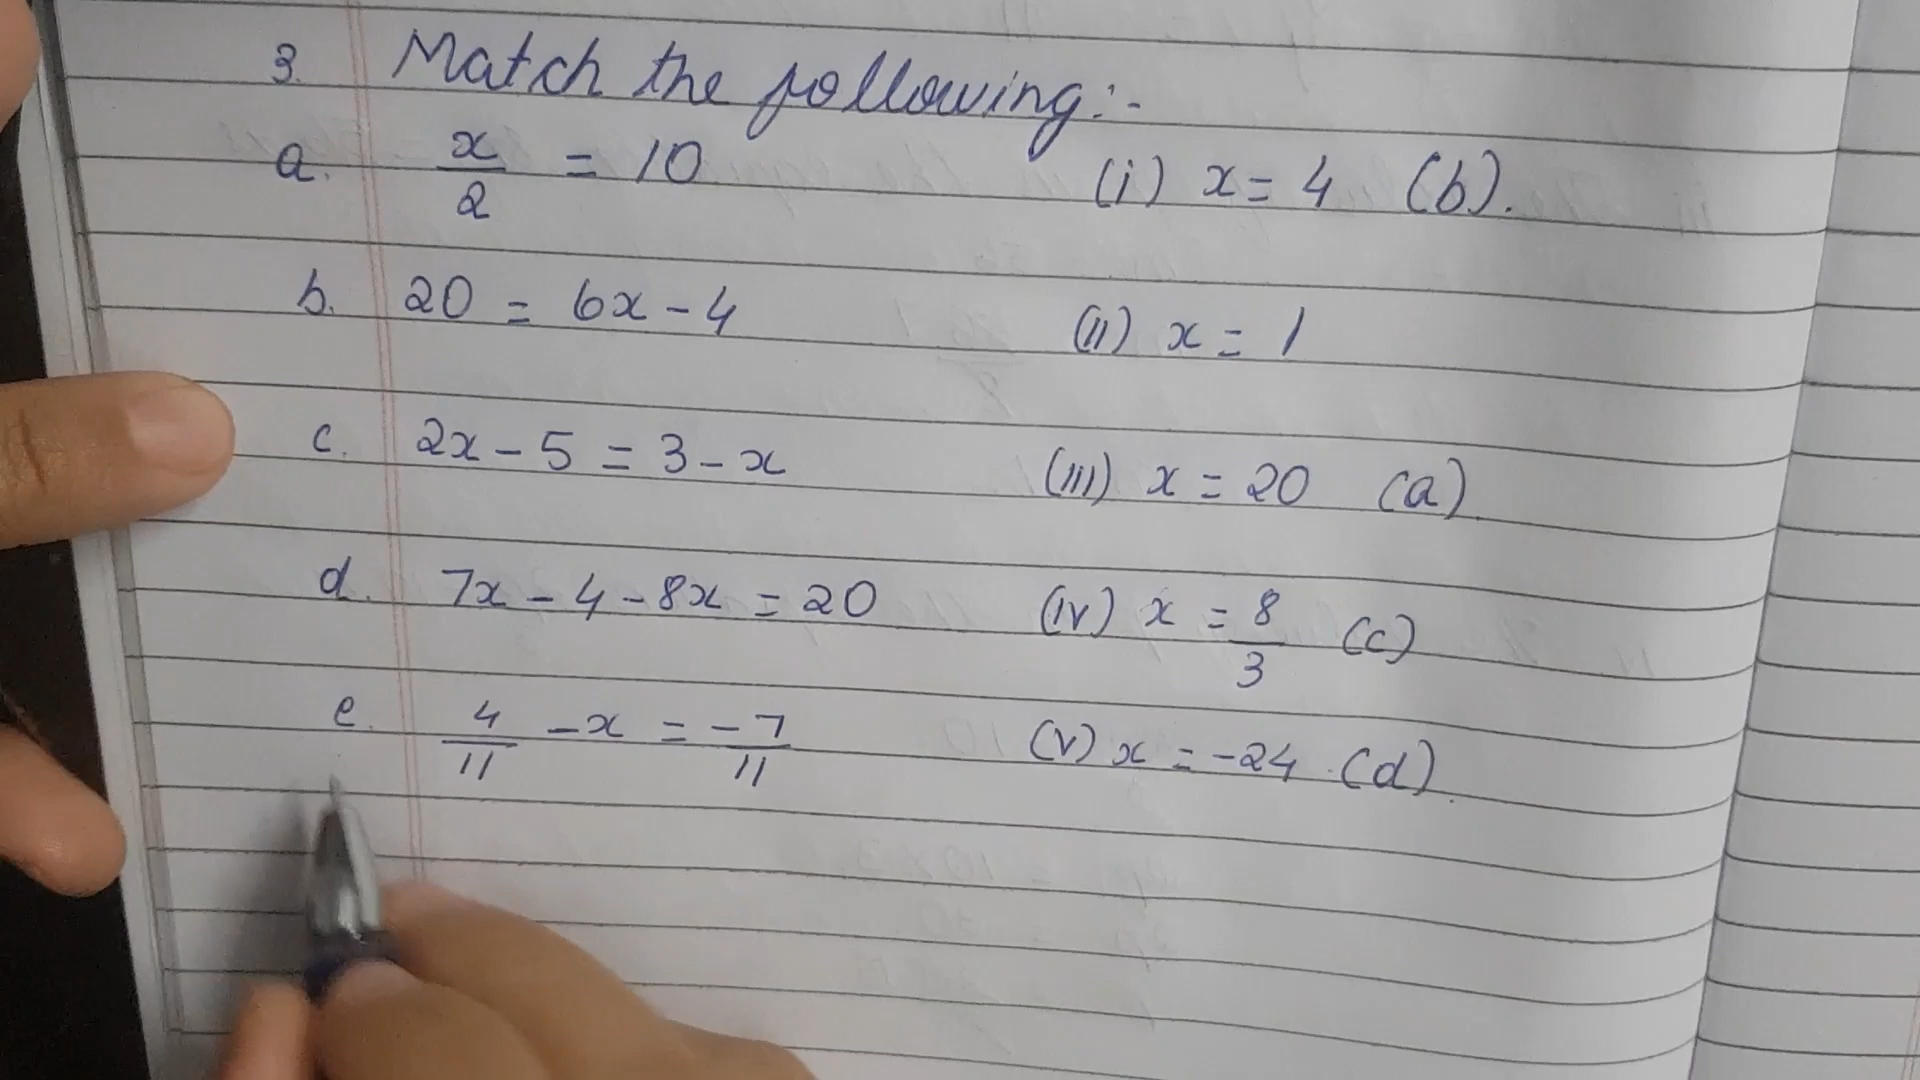 3. Match the following:-
a. x/2 = 10 (i) x = 4 (b).
b. 20 = 6x - 4 (ii) x = 1
c. 2x - 5 = 3 - x (iii) x = 20 (a)
d. 7x - 4 - 8x = 20 (iv) x = 8/3 (c)
e. 4/11 - x = -7/11 (v) x = -24 (d).